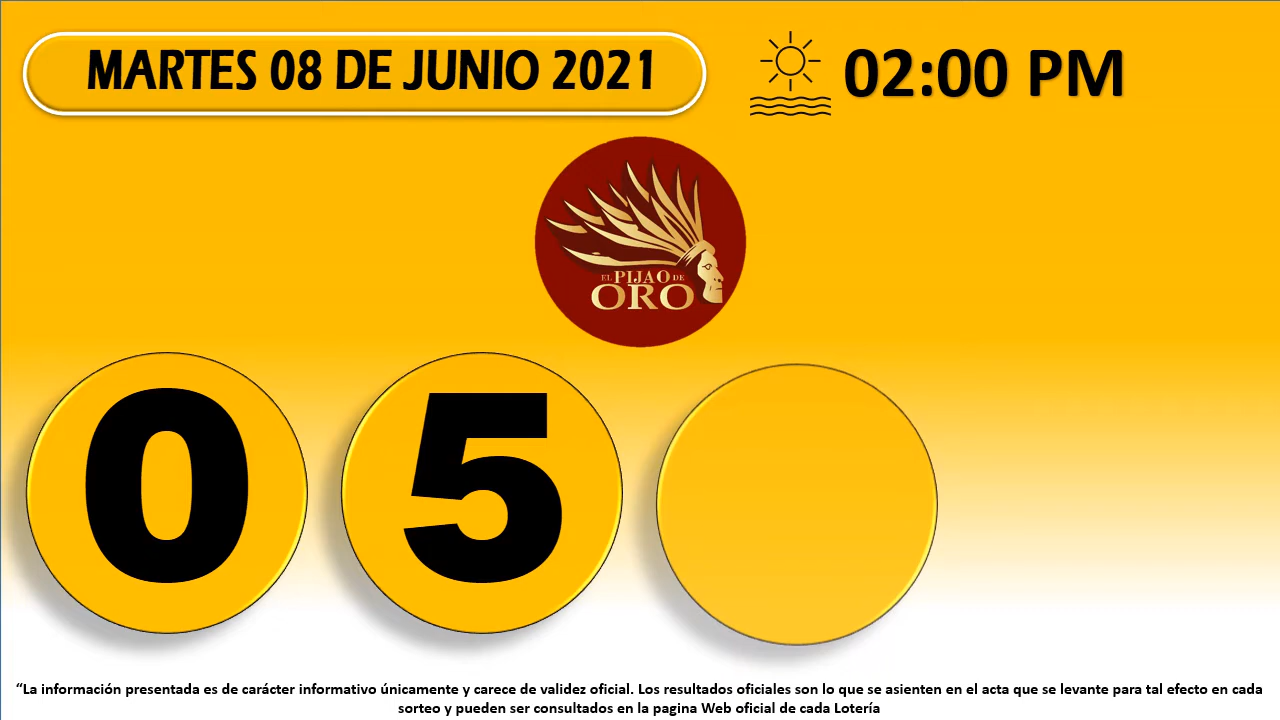 MARTES 08 DE JUNIO 2021
02:00 PM
EL PIJAO DE
ORO
0 5
“La información presentada es de carácter informativo únicamente y carece de validez oficial. Los resultados oficiales son lo que se asienten en el acta que se levante para tal efecto en cada
sorteo y pueden ser consultados en la pagina Web oficial de cada Lotería